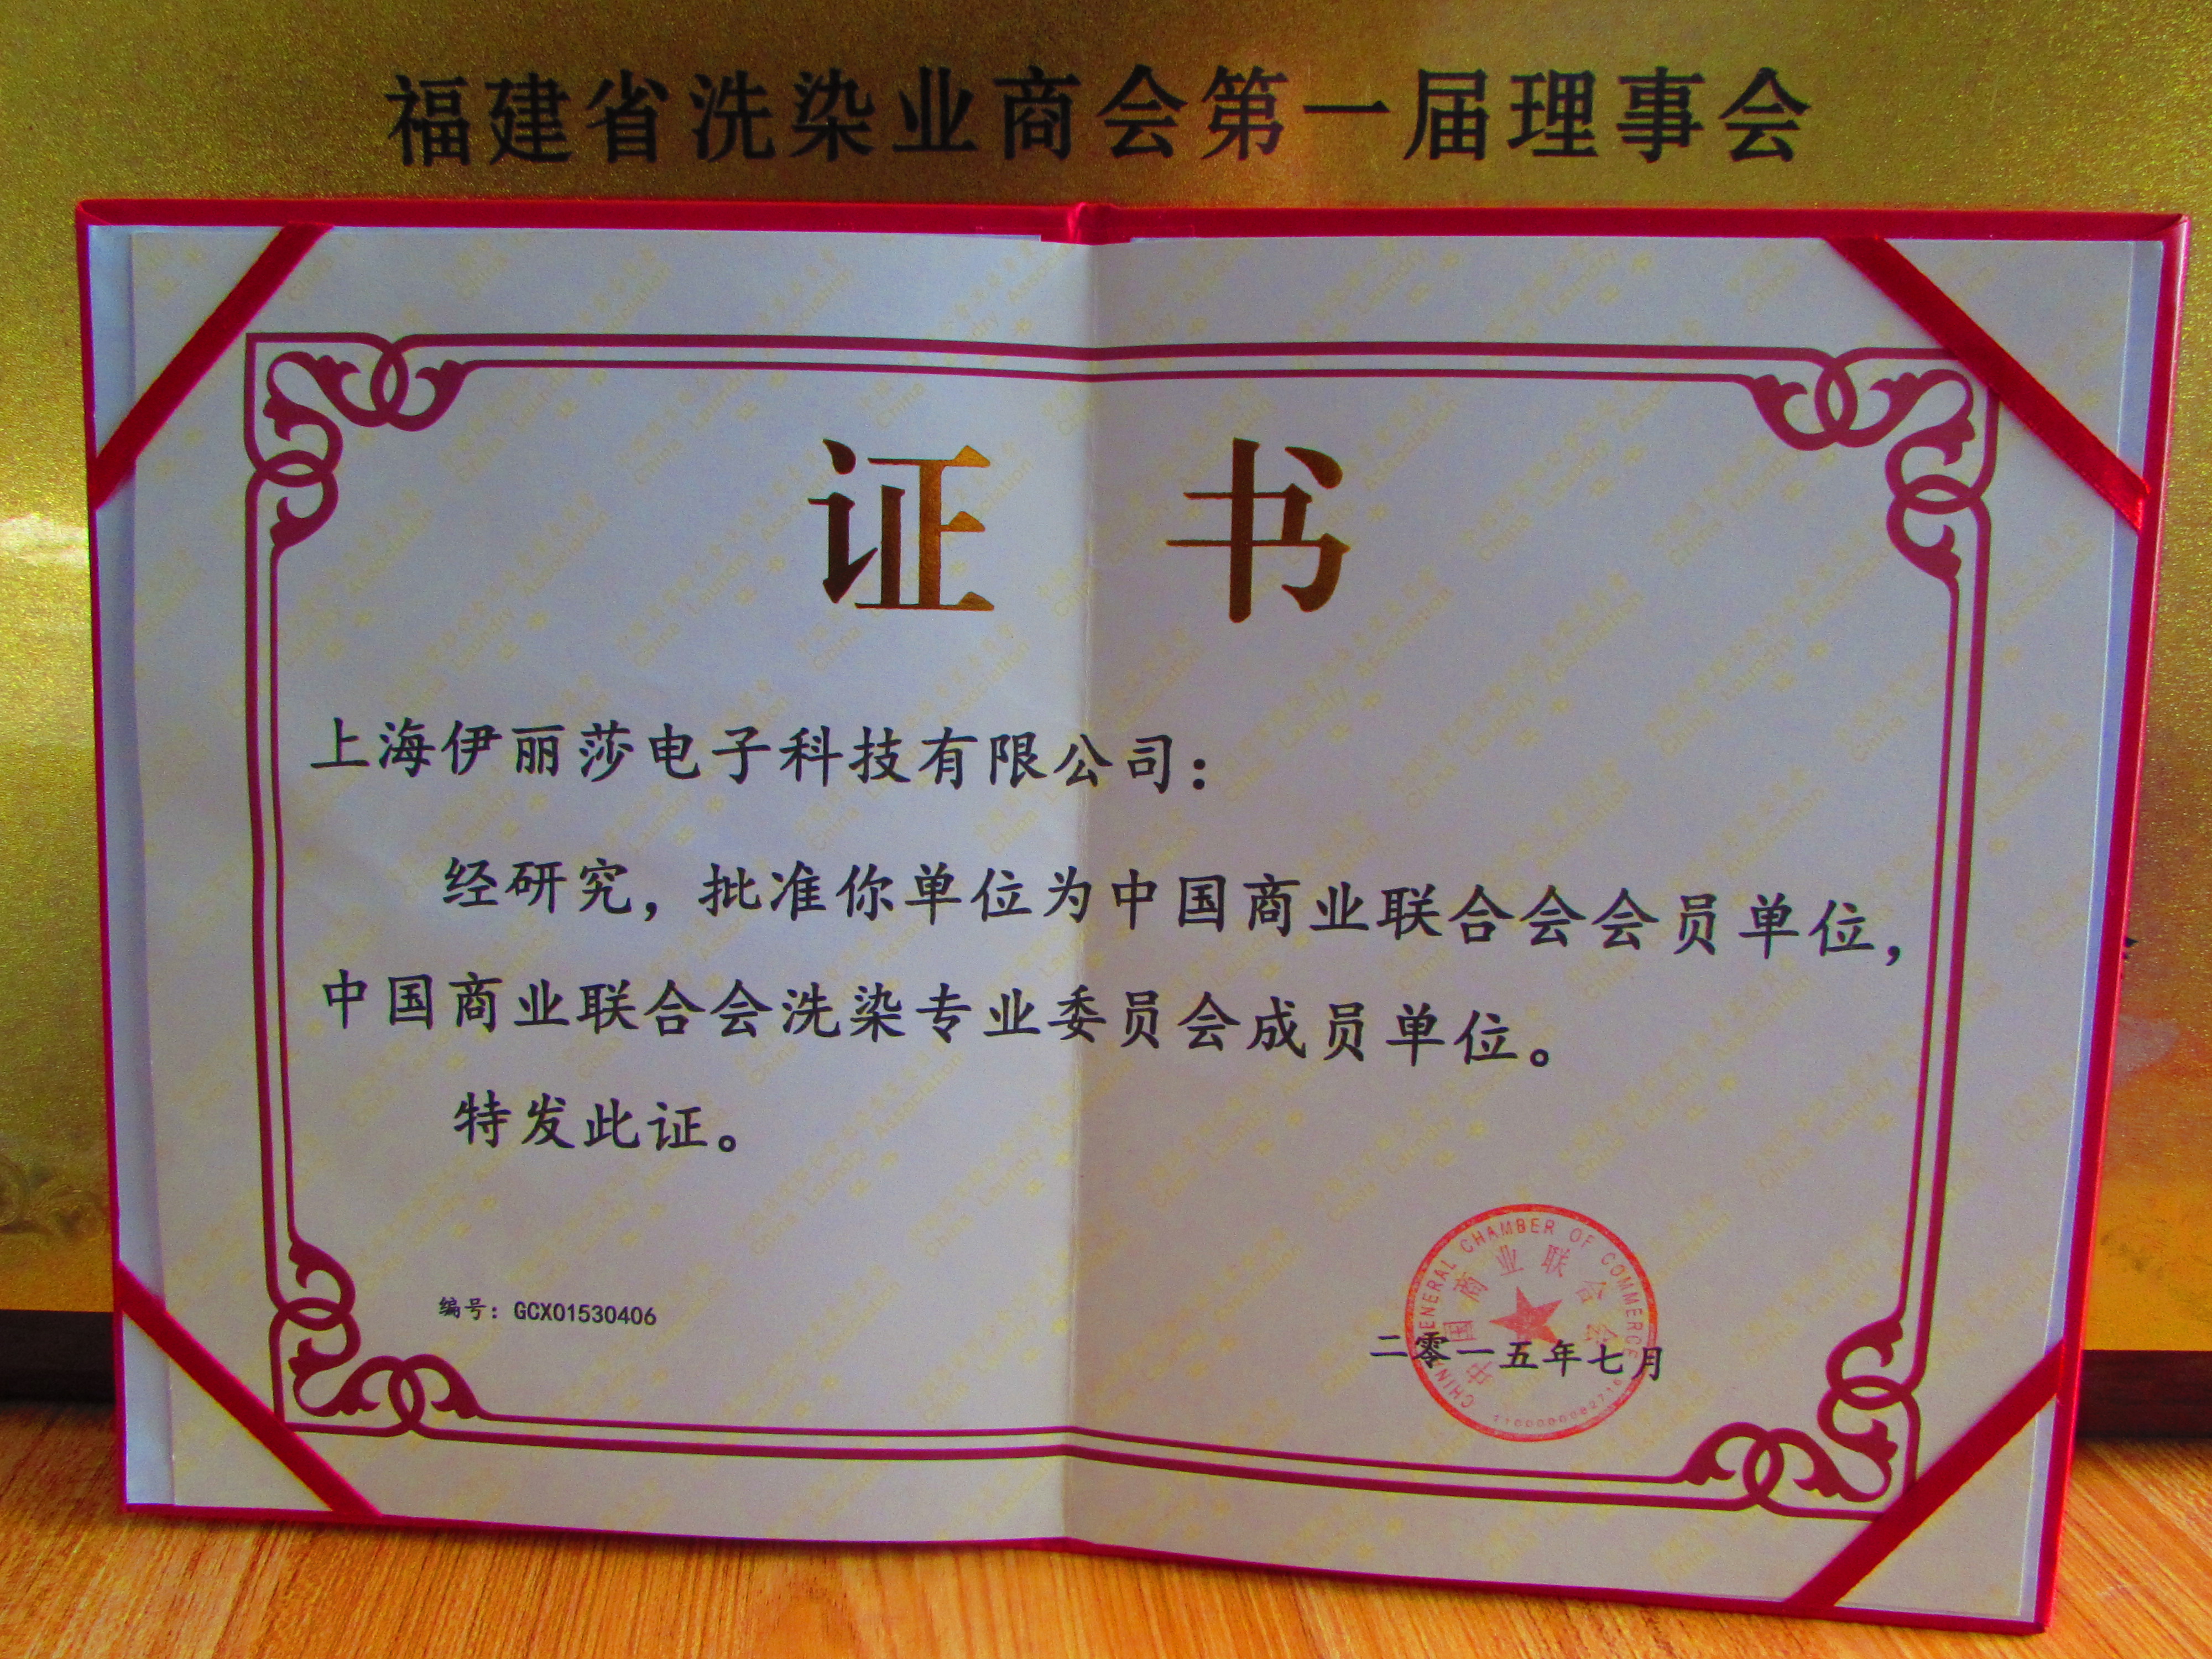 福建省洗染业商会第一届理事会
证 书
上海伊丽莎电子科技有限公司：
经研究，批准你单位为中国商业联合会会员单位，
中国商业联合会洗染专业委员会成员单位。
特发此证。
编号：GCX01530406
CHINA GENERAL CHAMBER OF COMMERCE
中国商业联合会
二零一五年七月
China Laundry Association